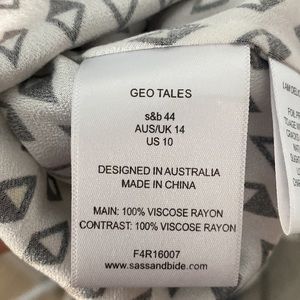 GEO TALES
s&b 44
AUS/UK 14
US 10
DESIGNED IN AUSTRALIA
MADE IN CHINA
MAIN: 100% VISCOSE RAYON
CONTRAST: 100% VISCOSE RAYON
F4R16007
www.sassandbide.com